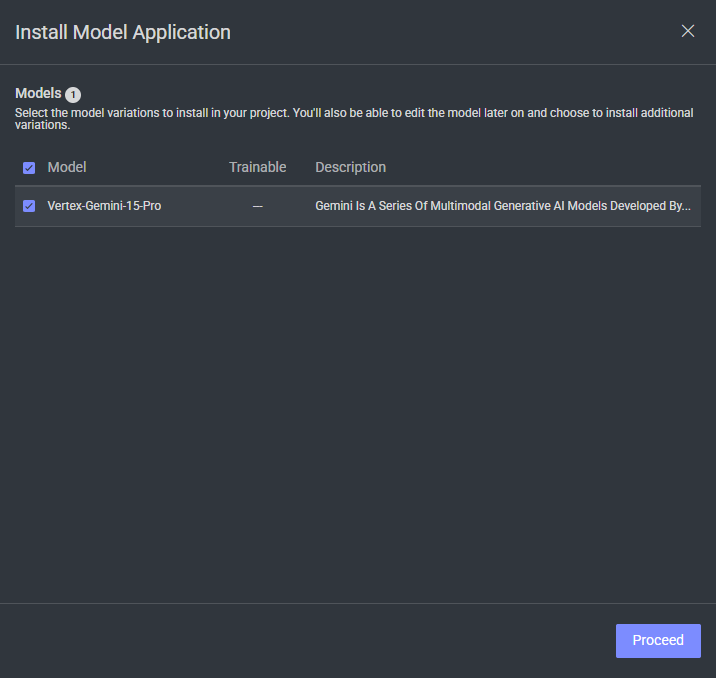 Install Model Application
Models 1
Select the model variations to install in your project. You'll also be able to edit the model later on and choose to install additional
variations.
Model Trainable Description
Vertex-Gemini-15-Pro — Gemini Is A Series Of Multimodal Generative AI Models Developed By...
Proceed